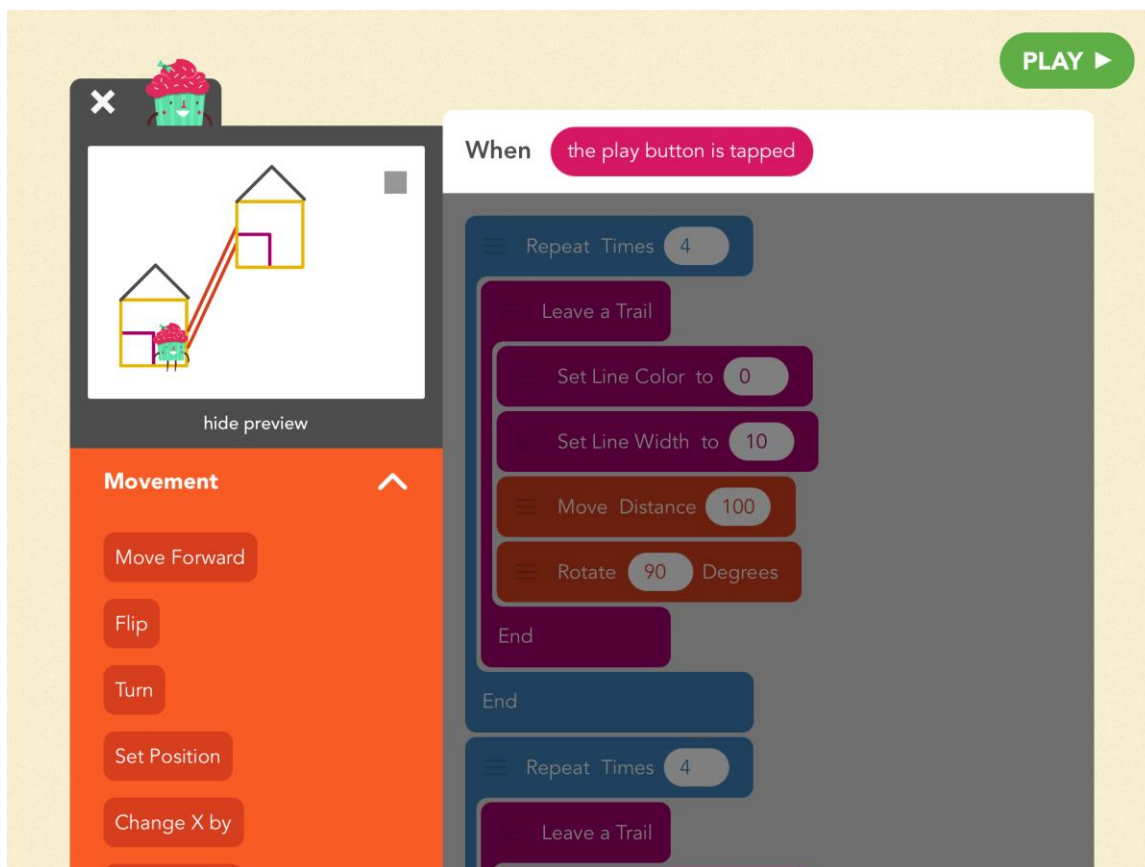 PLAY
When the play button is tapped
hide preview
Movement
Move Forward
Flip
Turn
Set Position
Change X by
Repeat Times 4
Leave a Trail
Set Line Color to 0
Set Line Width to 10
Move Distance 100
Rotate 90 Degrees
End
End
Repeat Times 4
Leave a Trail